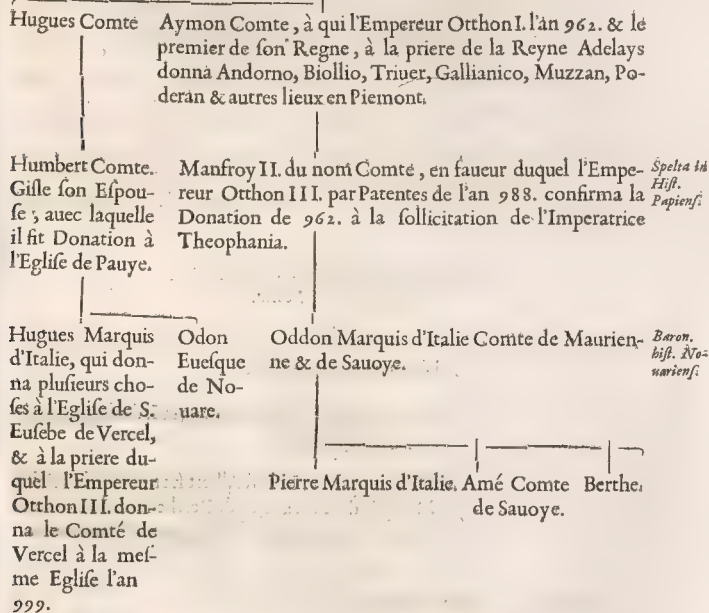 Hugues Comte
Aymon Comte, à qui l'Empereur Otthon I. l'an 962. & le
premier de ſon Regne, à la priere de la Reyne Adelays
donna Andorno, Biollio, Triuer, Gallianico, Muzzan, Po-
deran & autres lieux en Piemont.
Humbert Comte.
Giſle ſon Eſpou-
ſe, auec laquelle
il fit Donation à
l'Egliſe de Pauye.
Manfroy II. du nom Comte, en faueur duquel l'Empe-
reur Otthon III. par Patentes de l'an 988. confirma la
Donation de 962. à la ſollicitation de l'Imperatrice
Theophania.
Spelta in
Hiſt.
Papienſ.
Hugues Marquis
d'Italie, qui don-
na pluſieurs cho-
ſes à l'Egliſe de S.
Euſebe de Vercel,
& à la priere du-
quel l'Empereur
Otthon III. don-
na le Comté de
Vercel à la meſ-
me Egliſe l'an
999.
Odon
Eueſque
de No-
uare.
Oddon Marquis d'Italie Comte de Maurien-
ne & de Sauoye.
Baron.
hiſt. No-
uarienſ.
Pierre Marquis d'Italie.
Amé Comte
de Sauoye.
Berthe.